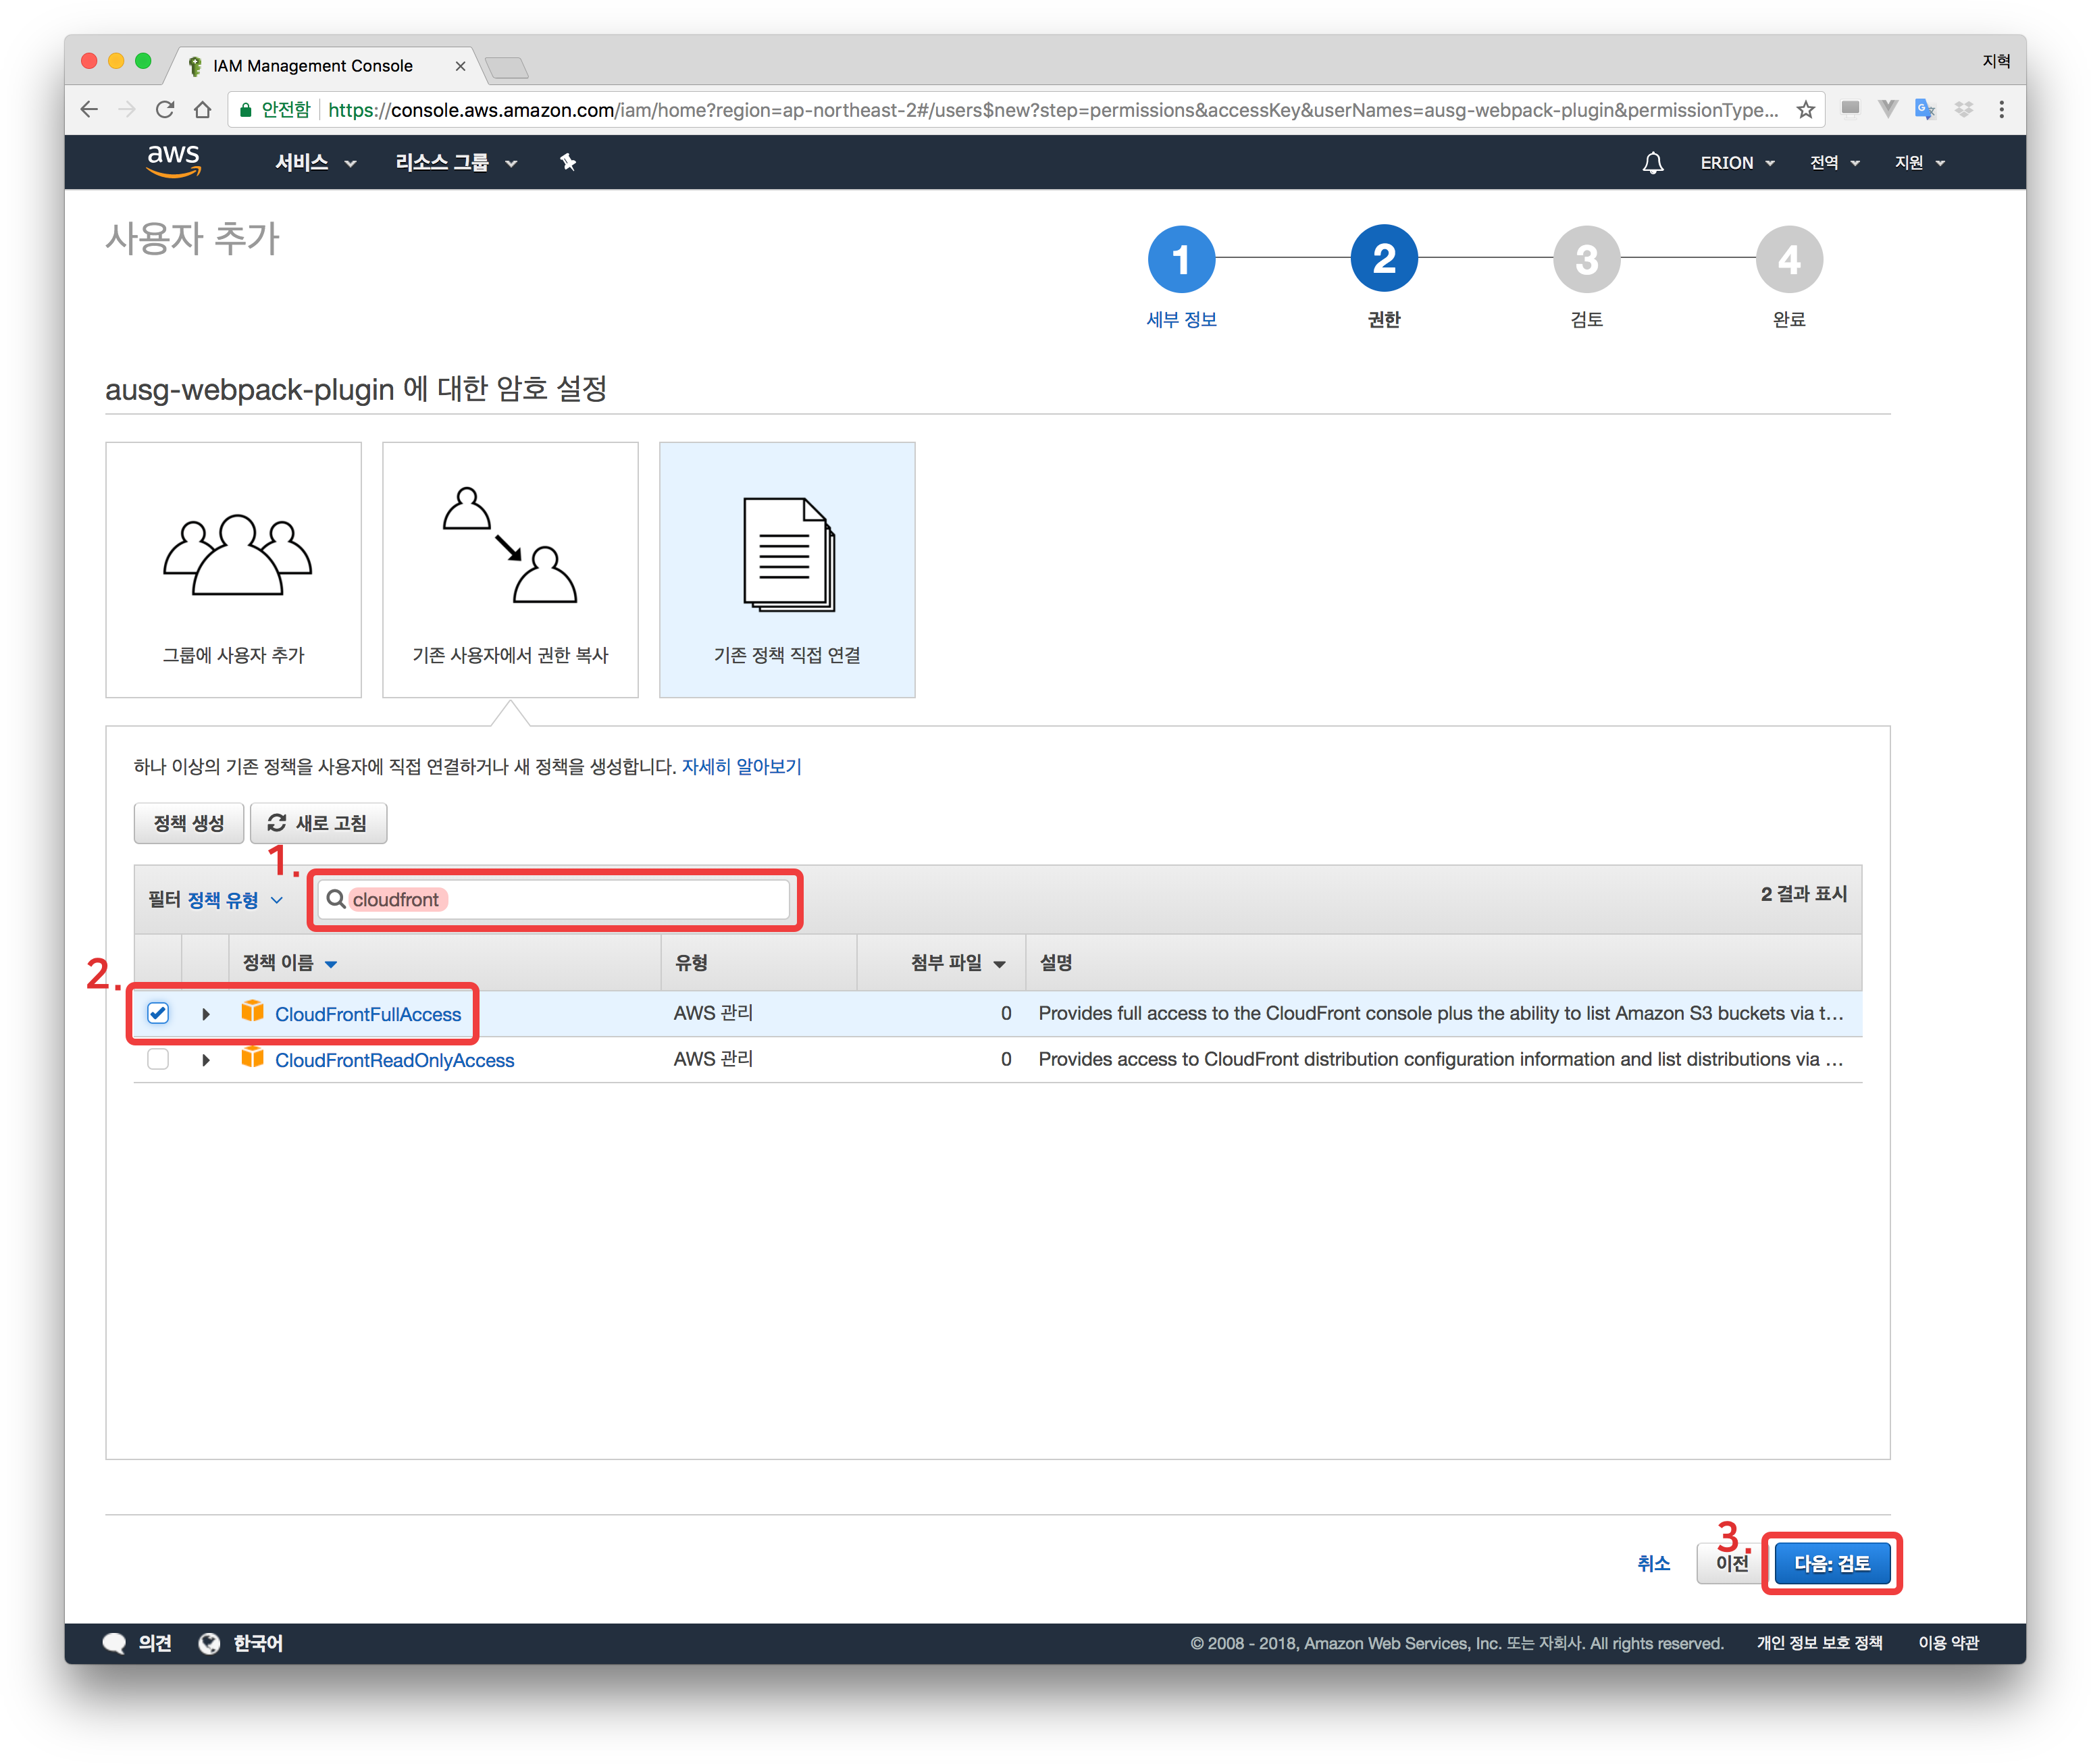 IAM Management Console
지혁
안전함 https://console.aws.amazon.com/iam/home?region=ap-northeast-2#/users$new?step=permissions&accessKey&userNames=ausg-webpack-plugin&permissionType...
aws 서비스 리소스 그룹 ERION 전역 지원
사용자 추가
1 2 3 4
세부 정보 권한 검토 완료
ausg-webpack-plugin 에 대한 암호 설정
그룹에 사용자 추가 기존 사용자에서 권한 복사 기존 정책 직접 연결
하나 이상의 기존 정책을 사용자에 직접 연결하거나 새 정책을 생성합니다. 자세히 알아보기
정책 생성 새로 고침
1.
필터 정책 유형 cloudfront 2 결과 표시
2.
정책 이름 유형 첨부 파일 설명
CloudFrontFullAccess AWS 관리 0 Provides full access to the CloudFront console plus the ability to list Amazon S3 buckets via t...
CloudFrontReadOnlyAccess AWS 관리 0 Provides access to CloudFront distribution configuration information and list distributions via ...
3.
취소 이전 다음: 검토
의견 한국어 © 2008 - 2018, Amazon Web Services, Inc. 또는 자회사. All rights reserved. 개인 정보 보호 정책 이용 약관